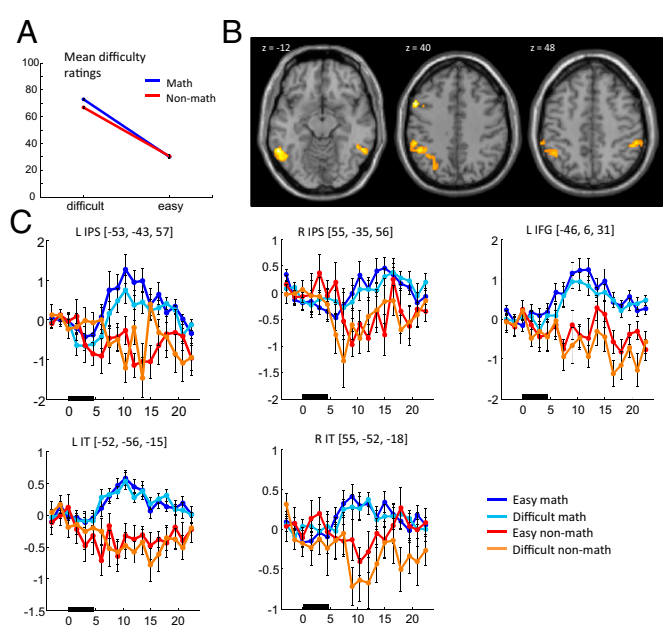 A
Mean difficulty
ratings
Math
Non-math
100
80
60
40
20
0
difficult
easy
B
z = -12
z = 40
z = 48
C
L IPS [-53, -43, 57]
2
1
0
-1
-2
0 5 10 15 20
R IPS [55, -35, 56]
1
0.5
0
-0.5
-1
-1.5
-2
0 5 10 15 20
L IFG [-46, 6, 31]
2
1
0
-1
-2
0 5 10 15 20
L IT [-52, -56, -15]
1
0.5
0
-0.5
-1
-1.5
0 5 10 15 20
R IT [55, -52, -18]
1
0.5
0
-0.5
-1
0 5 10 15 20
Easy math
Difficult math
Easy non-math
Difficult non-math